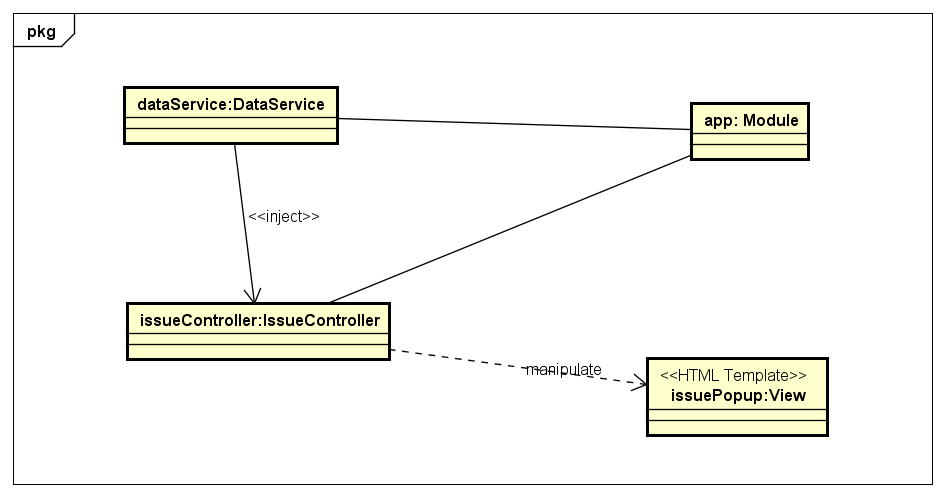 pkg
dataService:DataService
app: Module
<<inject>>
issueController:IssueController
manipulate
<<HTML Template>>
issuePopup:View